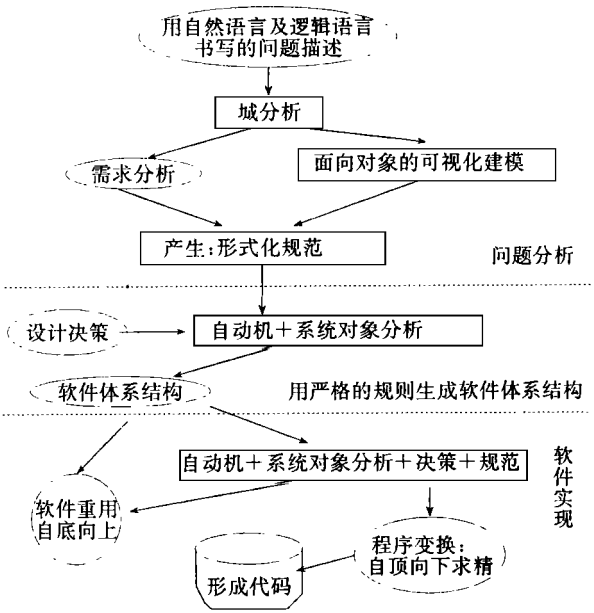 用自然语言及逻辑语言
书写的问题描述
城分析
需求分析
面向对象的可视化建模
产生:形式化规范
问题分析
设计决策
自动机＋系统对象分析
软件体系结构
用严格的规则生成软件体系结构
自动机＋系统对象分析＋决策＋规范
软件实现
软件重用
自底向上
程序变换:
自顶向下求精
形成代码